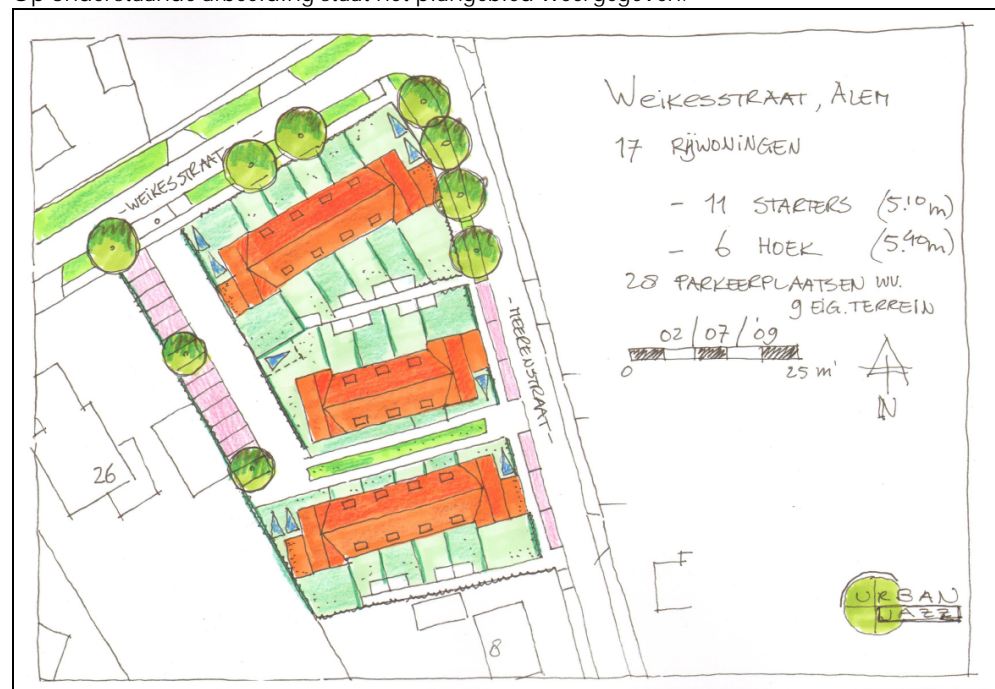 Op onderstaande afbeelding staat het plangebied weergegeven.
WEIKESSTRAAT, ALEM
17 RIJWONINGEN
- 11 STARTERS (5.10m)
- 6 HOEK (5.40m)
28 PARKEERPLAATSEN WV.
9 EIG. TERREIN
02/07/'09
0 25 m'
N
-WEIKESSTRAAT-
-MEERENSTRAAT-
26
8
URBAN
JAZZ